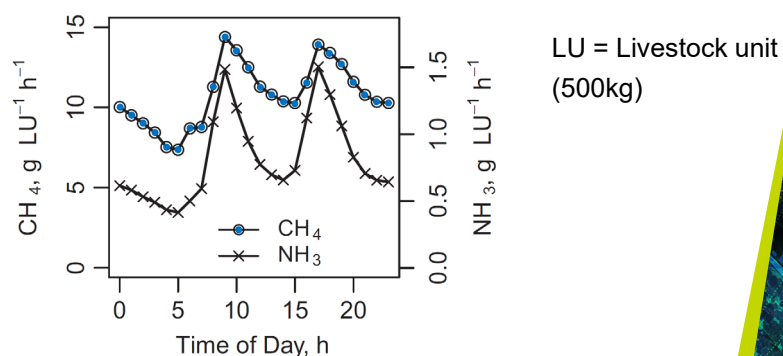 LU = Livestock unit
(500kg)
15
10
5
0
CH₄, g LU⁻¹ h⁻¹
1.5
1.0
0.5
0.0
NH₃, g LU⁻¹ h⁻¹
CH₄
NH₃
0 5 10 15 20
Time of Day, h